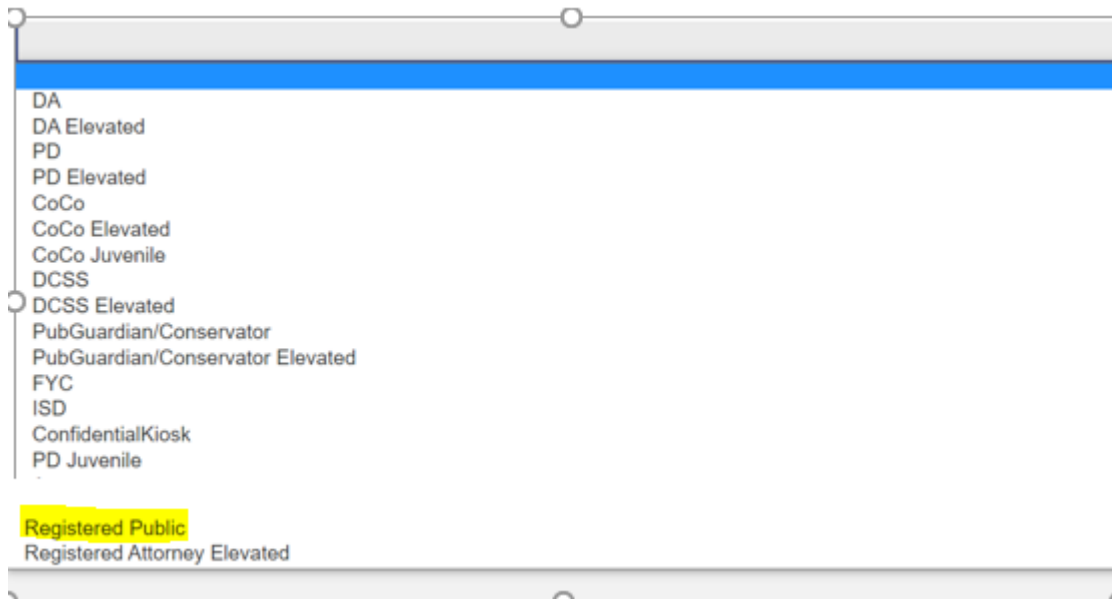 DA
DA Elevated
PD
PD Elevated
CoCo
CoCo Elevated
CoCo Juvenile
DCSS
DCSS Elevated
PubGuardian/Conservator
PubGuardian/Conservator Elevated
FYC
ISD
ConfidentialKiosk
PD Juvenile
Registered Public
Registered Attorney Elevated